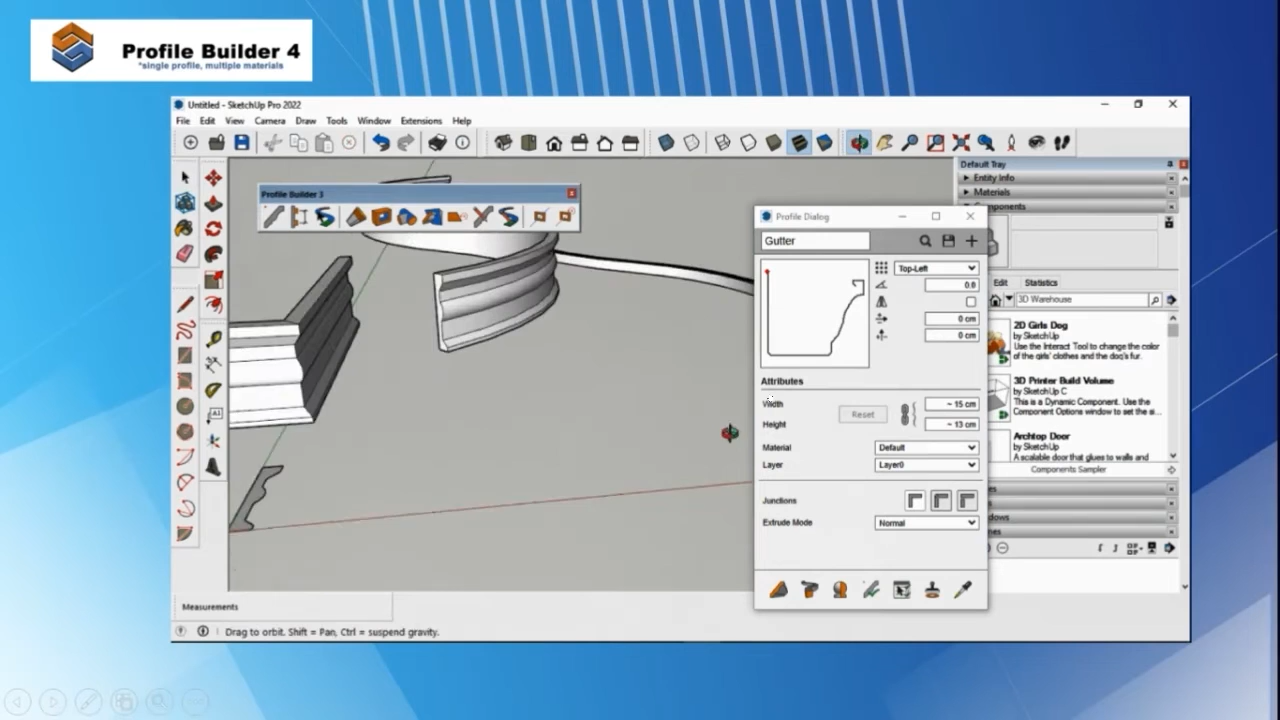 Profile Builder 4
*single profile, multiple materials
Untitled - SketchUp Pro 2022
File Edit View Camera Draw Tools Window Extensions Help
Default Tray
Entity Info
Materials
Components
Profile Builder 3
Profile Dialog
Gutter
Top-Left
0.0
0 cm
0 cm
Attributes
Width ~ 15 cm
Reset
Height ~ 13 cm
Material Default
Layer Layer0
Junctions
Extrude Mode Normal
Edit Statistics
3D Warehouse
2D Girls Dog
by SketchUp
Use the Interact Tool to change the color
of the girls' clothes and the dog's fur.
3D Printer Build Volume
by SketchUp C
This is a Dynamic Component. Use the
Component Options window to set the ai...
Archtop Door
by SketchUp
A scalable door that glues to walls and
Components Sampler
Measurements
Drag to orbit. Shift = Pan, Ctrl = suspend gravity.